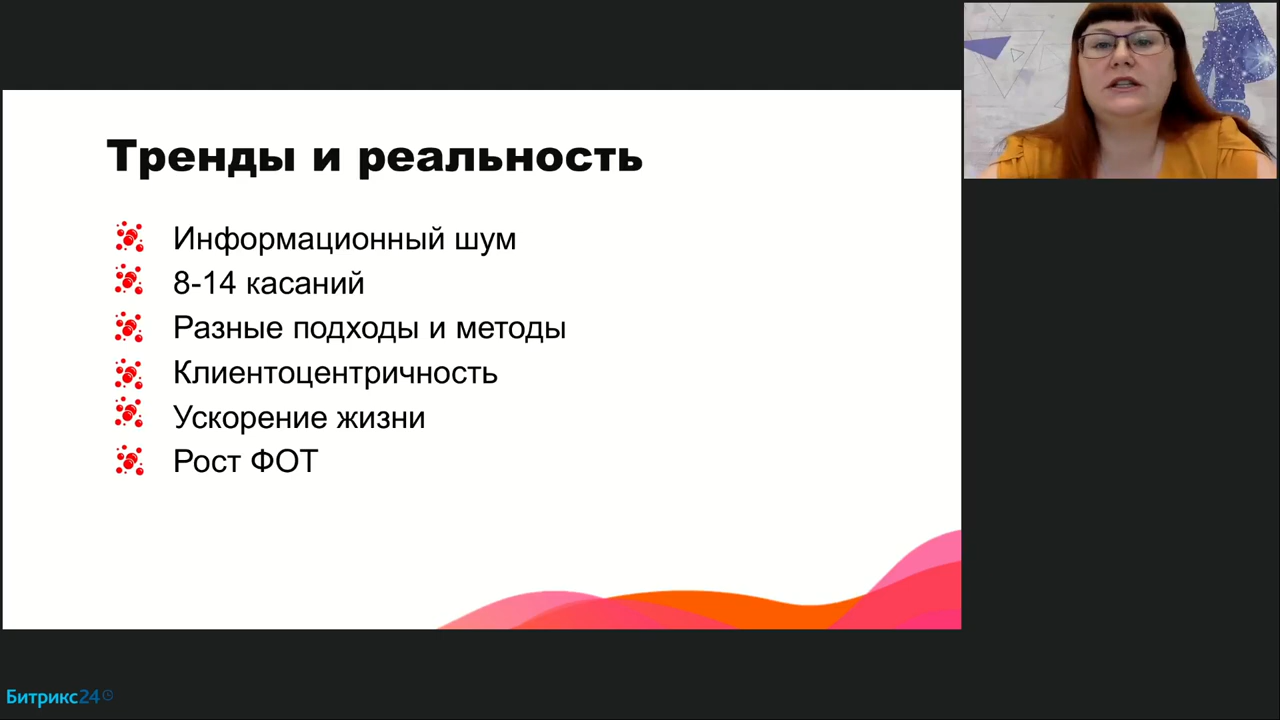 Тренды и реальность
Информационный шум
8-14 касаний
Разные подходы и методы
Клиентоцентричность
Ускорение жизни
Рост ФОТ
Битрикс24